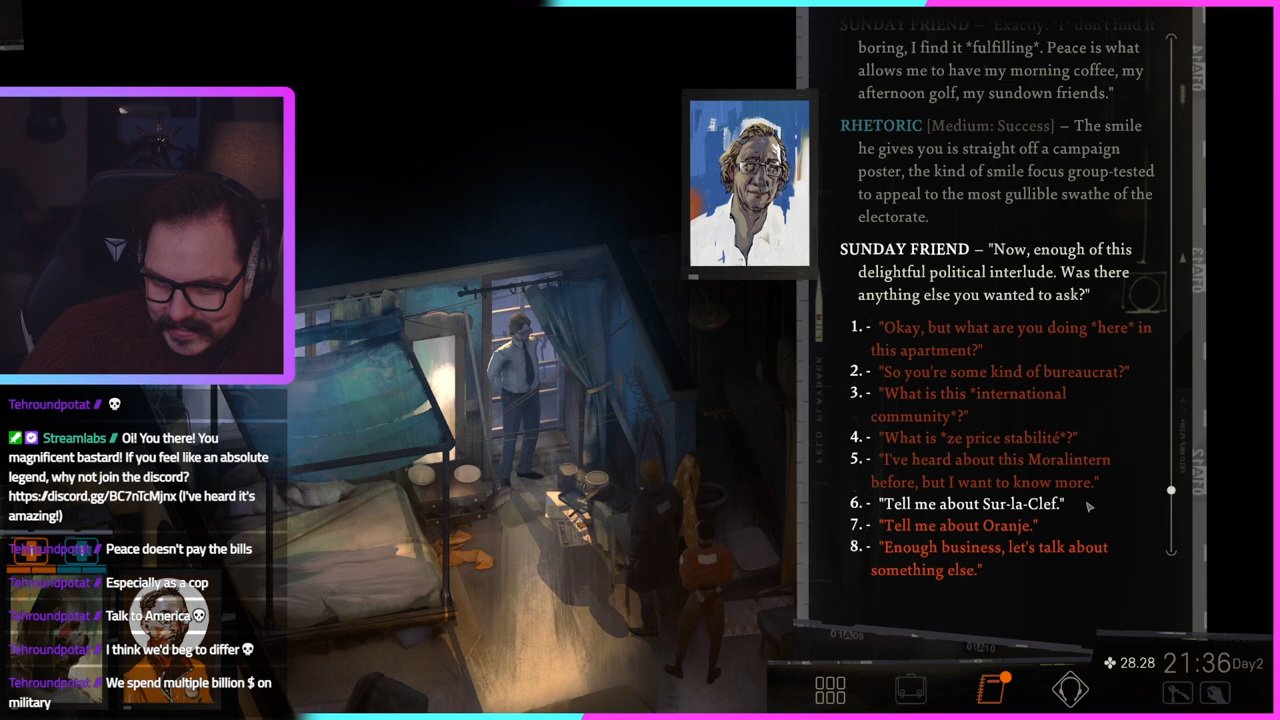 SUNDAY FRIEND – "Exactly. *I* don't find it
boring, I find it *fulfilling*. Peace is what
allows me to have my morning coffee, my
afternoon golf, my sundown friends."
RHETORIC [Medium: Success] – The smile
he gives you is straight off a campaign
poster, the kind of smile focus group-tested
to appeal to the most gullible swathe of the
electorate.
SUNDAY FRIEND – "Now, enough of this
delightful political interlude. Was there
anything else you wanted to ask?"
1. - "Okay, but what are you doing *here* in
this apartment?"
2. - "So you're some kind of bureaucrat?"
3. - "What is this *international
community*?"
4. - "What is *ze price stabilité*?"
5. - "I've heard about this Moralintern
before, but I want to know more."
6. - "Tell me about Sur-la-Clef."
7. - "Tell me about Oranje."
8. - "Enough business, let's talk about
something else."
Tehroundpotat // 💀
Streamlabs // Oi! You there! You
magnificent bastard! If you feel like an absolute
legend, why not join the discord?
https://discord.gg/BC7nTcMjnx (I've heard it's
amazing!)
Tehroundpotat // Peace doesn't pay the bills
Tehroundpotat // Especially as a cop
Tehroundpotat // Talk to America💀
Tehroundpotat // I think we'd beg to differ💀
Tehroundpotat // We spend multiple billion $ on
military
01A09
01A10
28.28 21:36 Day2